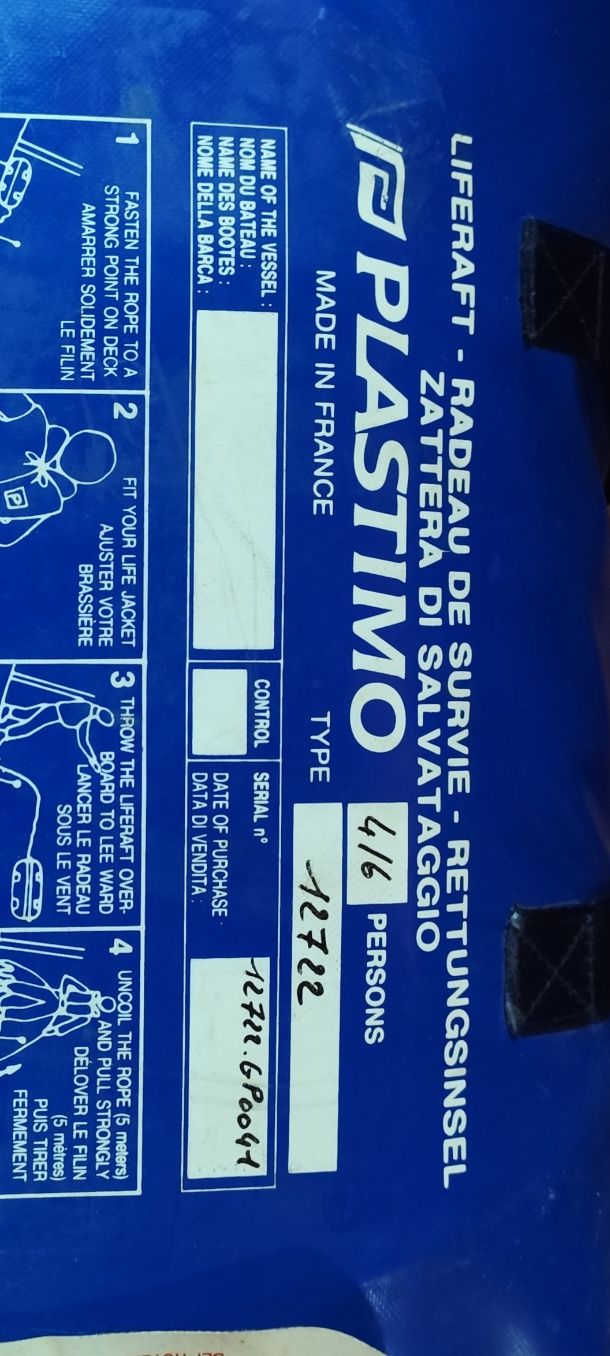 LIFERAFT - RADEAU DE SURVIE - RETTUNGSINSEL
ZATTERA DI SALVATAGGIO
PLASTIMO 4/6 PERSONS
MADE IN FRANCE TYPE 12722
NAME OF THE VESSEL :
NOM DU BATEAU :
NAME DES BOOTES :
NOME DELLA BARCA :
CONTROL
SERIAL n° 12722.GP0041
DATE OF PURCHASE
DATA DI VENDITA :
1 FASTEN THE ROPE TO A
STRONG POINT ON DECK
AMARRER SOLIDEMENT
LE FILIN
2 FIT YOUR LIFE JACKET
AJUSTER VOTRE
BRASSIÈRE
P
3 THROW THE LIFERAFT OVER-
BOARD TO LEE WARD
LANCER LE RADEAU
SOUS LE VENT
4 UNCOIL THE ROPE (5 meters)
AND PULL STRONGLY
DÉLOVER LE FILIN
(5 mètres)
PUIS TIRER
FERMEMENT